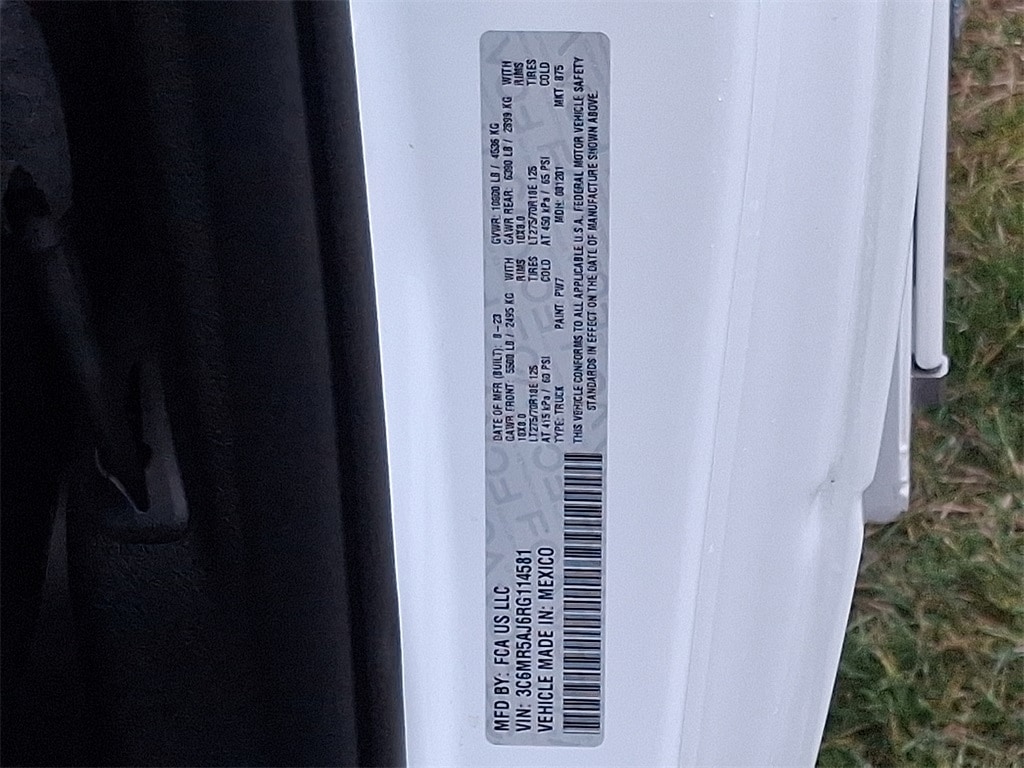 MFD BY: FCA US LLC
VIN: 3C6MR5AJ6RG114581
VEHICLE MADE IN: MEXICO
DATE OF MFR (BUILT): 8-23 GVWR: 10000 LB / 4536 KG
GAWR FRONT: 5500 LB / 2495 KG WITH GAWR REAR: 6390 LB / 2899 KG WITH
18X8.0 RIMS 18X8.0 RIMS
LT275/70R18E 125 TIRES LT275/70R18E 125 TIRES
AT 415 kPa / 60 PSI COLD AT 450 kPa / 65 PSI COLD
TYPE: TRUCK PAINT: PW7 MDH: 081201 MKT: 875
THIS VEHICLE CONFORMS TO ALL APPLICABLE U.S.A. FEDERAL MOTOR VEHICLE SAFETY
STANDARDS IN EFFECT ON THE DATE OF MANUFACTURE SHOWN ABOVE.